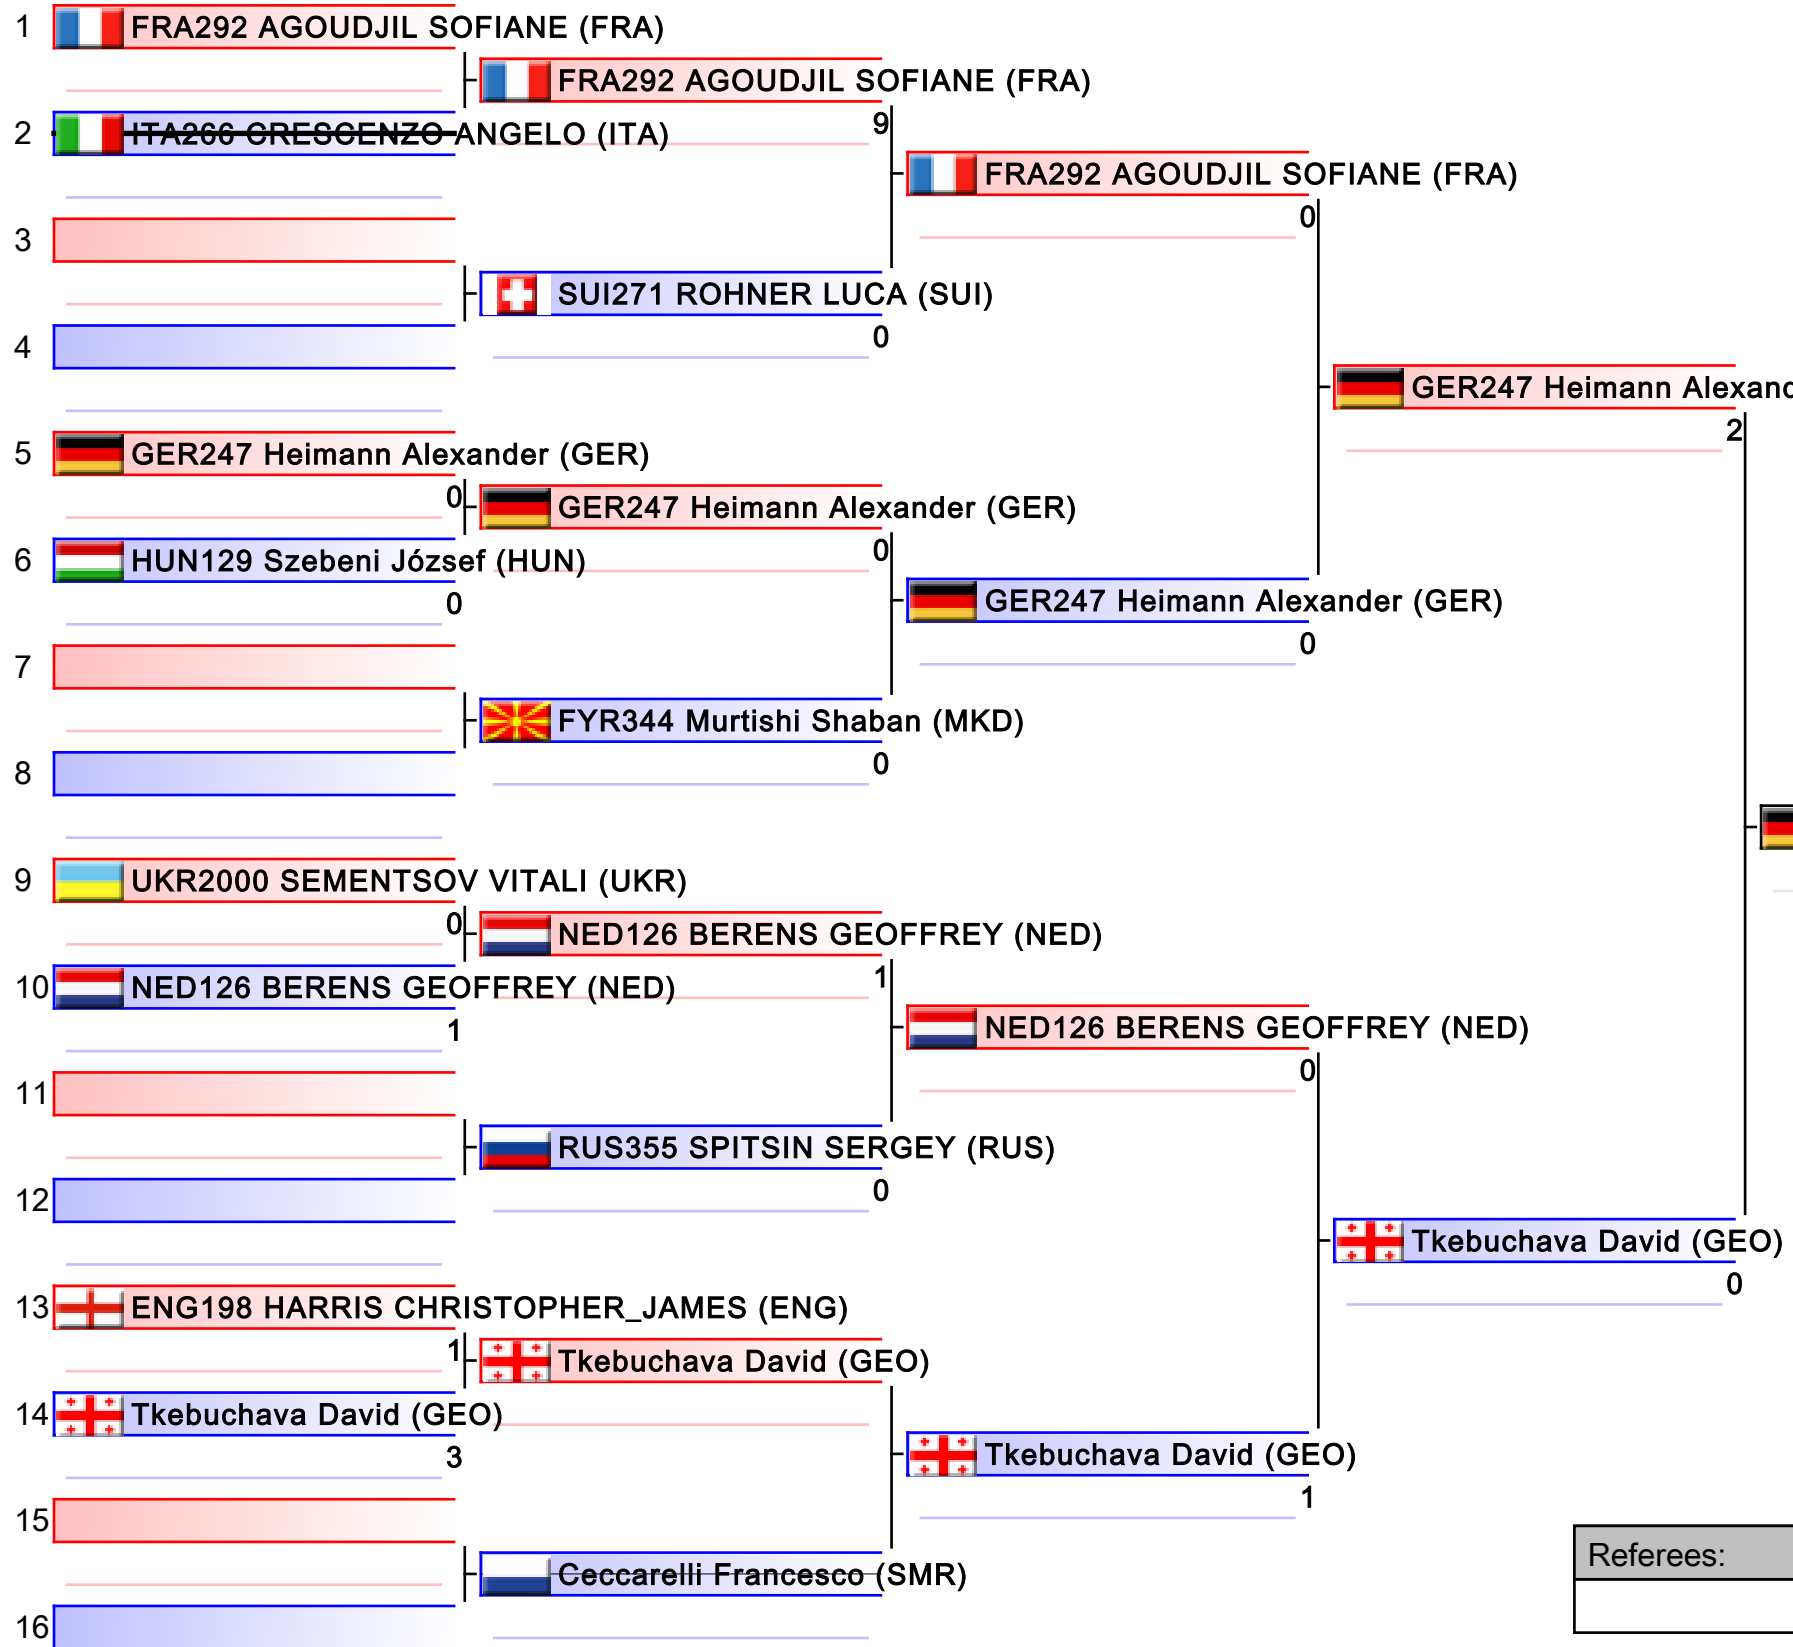 1 FRA292 AGOUDJIL SOFIANE (FRA)
FRA292 AGOUDJIL SOFIANE (FRA)
9
2 ITA266 CRESCENZO ANGELO (ITA)
FRA292 AGOUDJIL SOFIANE (FRA)
0
3
SUI271 ROHNER LUCA (SUI)
0
4
GER247 Heimann Alexand
2
5 GER247 Heimann Alexander (GER)
0
GER247 Heimann Alexander (GER)
0
6 HUN129 Szebeni József (HUN)
0
GER247 Heimann Alexander (GER)
0
7
FYR344 Murtishi Shaban (MKD)
0
8
9 UKR2000 SEMENTSOV VITALI (UKR)
0
NED126 BERENS GEOFFREY (NED)
1
10 NED126 BERENS GEOFFREY (NED)
1
NED126 BERENS GEOFFREY (NED)
0
11
RUS355 SPITSIN SERGEY (RUS)
0
12
Tkebuchava David (GEO)
0
13 ENG198 HARRIS CHRISTOPHER_JAMES (ENG)
1
Tkebuchava David (GEO)
14 Tkebuchava David (GEO)
3
Tkebuchava David (GEO)
1
15
Ceccarelli Francesco (SMR)
16
Referees: